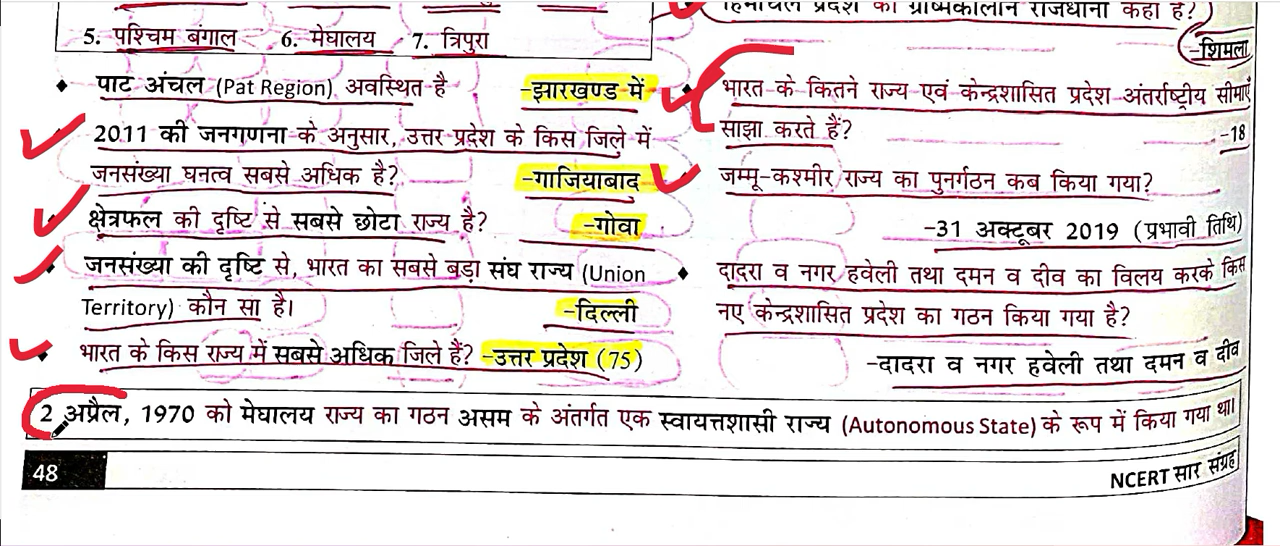 5. पश्चिम बंगाल 6. मेघालय 7. त्रिपुरा
♦ पाट अंचल (Pat Region) अवस्थित है -झारखण्ड में
2011 की जनगणना के अनुसार, उत्तर प्रदेश के किस जिले में
जनसंख्या घनत्व सबसे अधिक है? -गाजियाबाद
क्षेत्रफल की दृष्टि से सबसे छोटा राज्य है? -गोवा
जनसंख्या की दृष्टि से, भारत का सबसे बड़ा संघ राज्य (Union
Territory) कौन सा है। -दिल्ली
♦ भारत के किस राज्य में सबसे अधिक जिले हैं? -उत्तर प्रदेश (75)
हिमाचल प्रदेश की ग्रीष्मकालीन राजधानी कहाँ है?
-शिमला
♦ भारत के कितने राज्य एवं केन्द्रशासित प्रदेश अंतर्राष्ट्रीय सीमाएं
साझा करते हैं? -18
जम्मू-कश्मीर राज्य का पुनर्गठन कब किया गया?
-31 अक्टूबर 2019 (प्रभावी तिथि)
♦ दादरा व नगर हवेली तथा दमन व दीव का विलय करके किस
नए केन्द्रशासित प्रदेश का गठन किया गया है?
-दादरा व नगर हवेली तथा दमन व दीव
2 अप्रैल, 1970 को मेघालय राज्य का गठन असम के अंतर्गत एक स्वायत्तशासी राज्य (Autonomous State) के रूप में किया गया था।
48
NCERT सार संग्रह